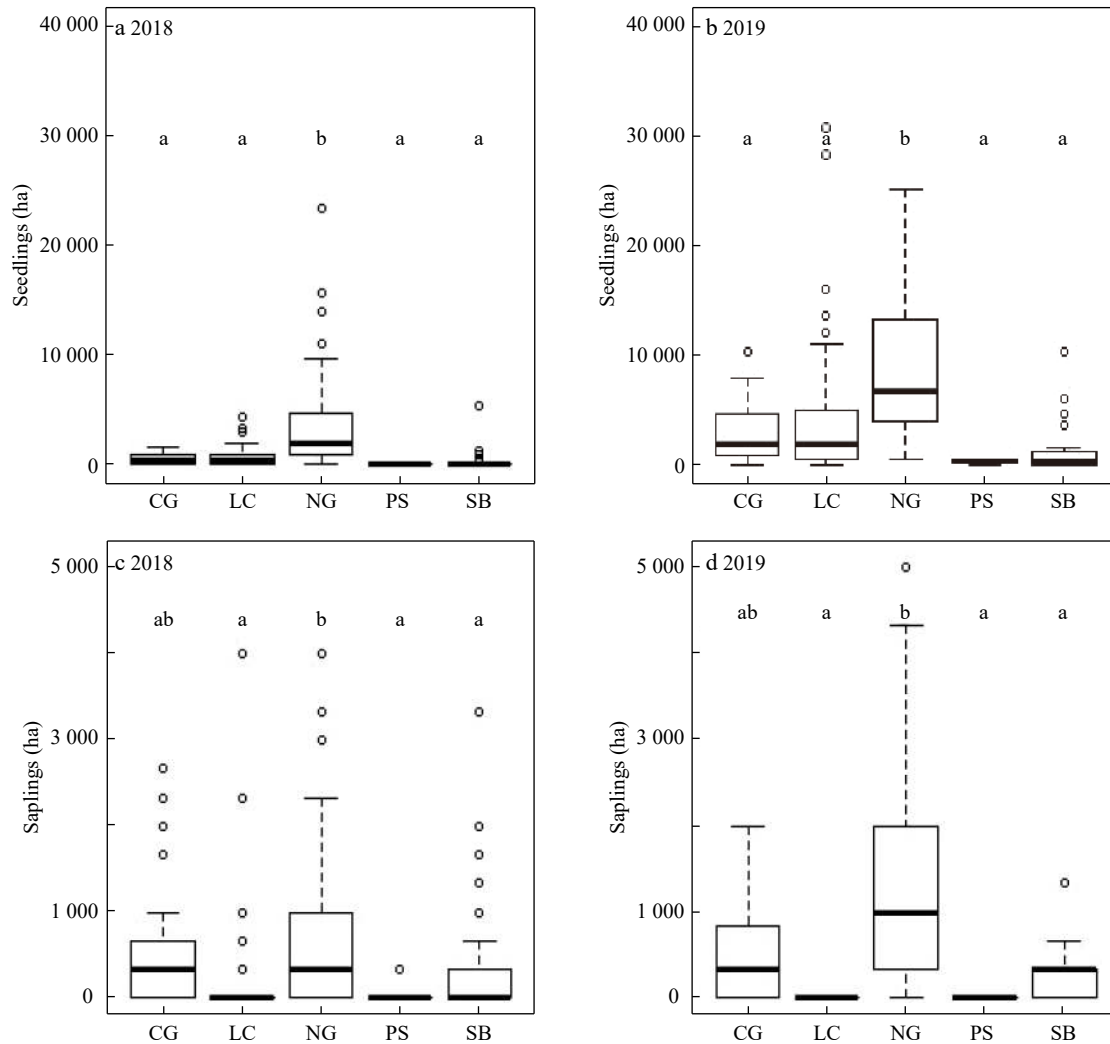 a 2018
40 000
30 000
20 000
10 000
0
Seedlings (ha)
a a b a a
CG LC NG PS SB
b 2019
40 000
30 000
20 000
10 000
0
Seedlings (ha)
a a b a a
CG LC NG PS SB
c 2018
5 000
3 000
1 000
0
Saplings (ha)
ab a b a a
CG LC NG PS SB
d 2019
5 000
3 000
1 000
0
Saplings (ha)
ab a b a a
CG LC NG PS SB